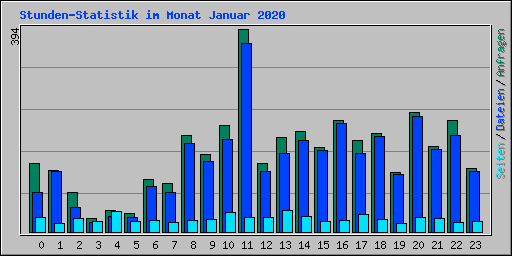 Stunden-Statistik im Monat Januar 2020
394
Seiten / Dateien / Anfragen
0 1 2 3 4 5 6 7 8 9 10 11 12 13 14 15 16 17 18 19 20 21 22 23